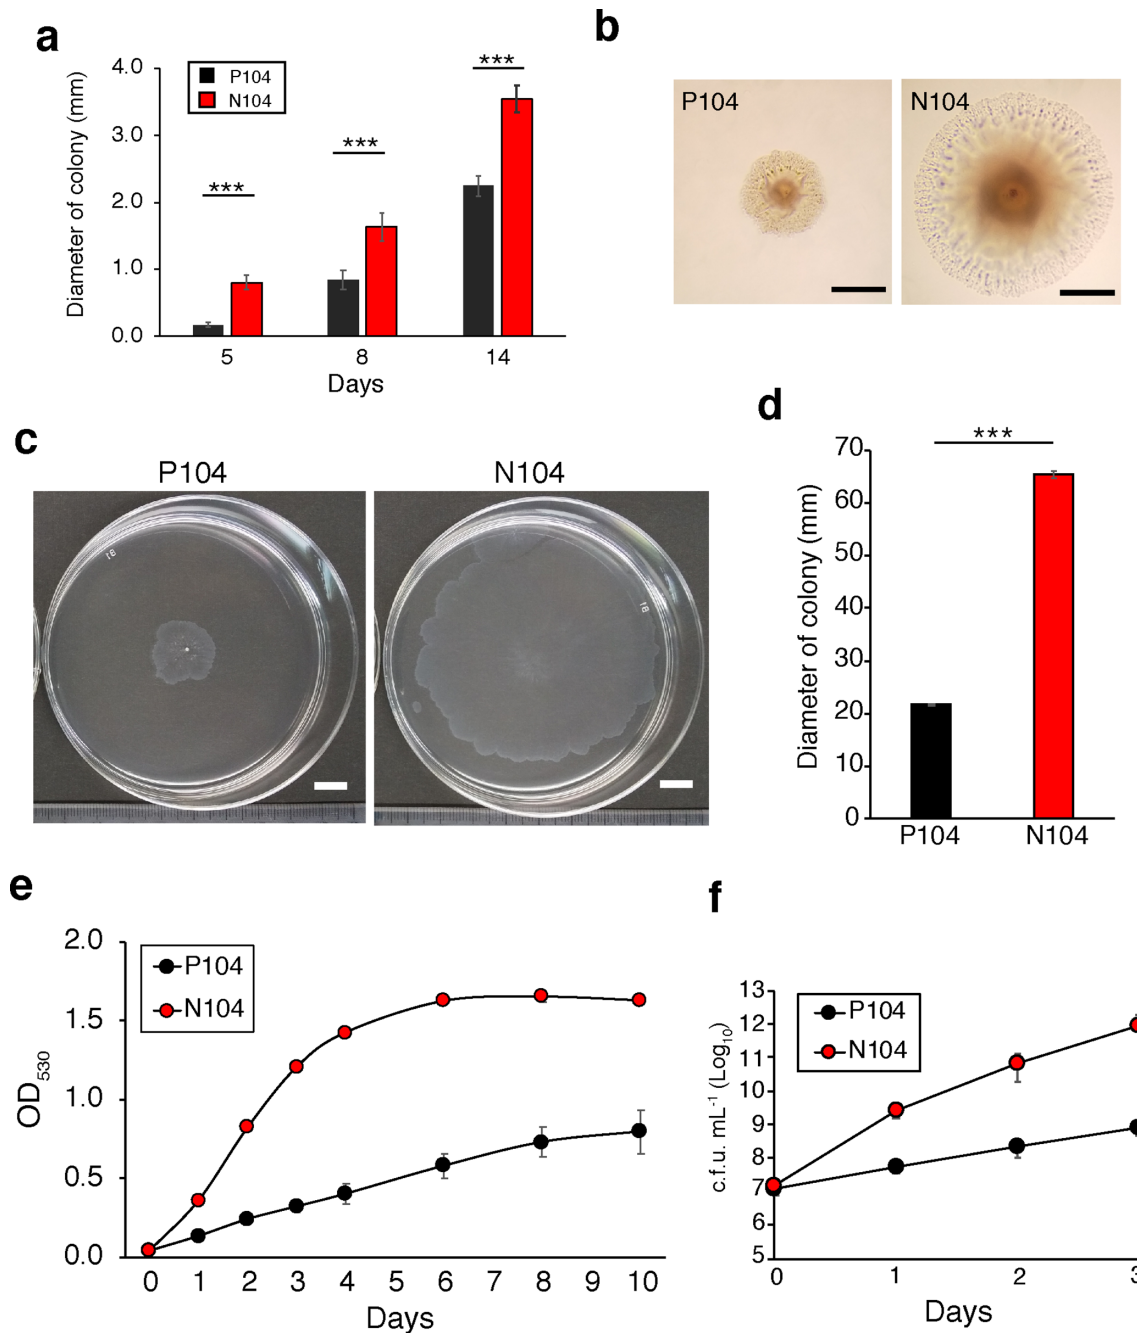 a
Diameter of colony (mm)
4.0
3.0
2.0
1.0
0.0
P104
N104
***
***
***
5 8 14
Days
b
P104
N104
c
P104
N104
d
Diameter of colony (mm)
70
60
50
40
30
20
10
0
***
P104 N104
e
OD530
2.0
1.5
1.0
0.5
0.0
P104
N104
0 1 2 3 4 5 6 7 8 9 10
Days
f
c.f.u. mL-1 (Log10)
13
12
11
10
9
8
7
6
5
P104
N104
0 1 2 3
Days